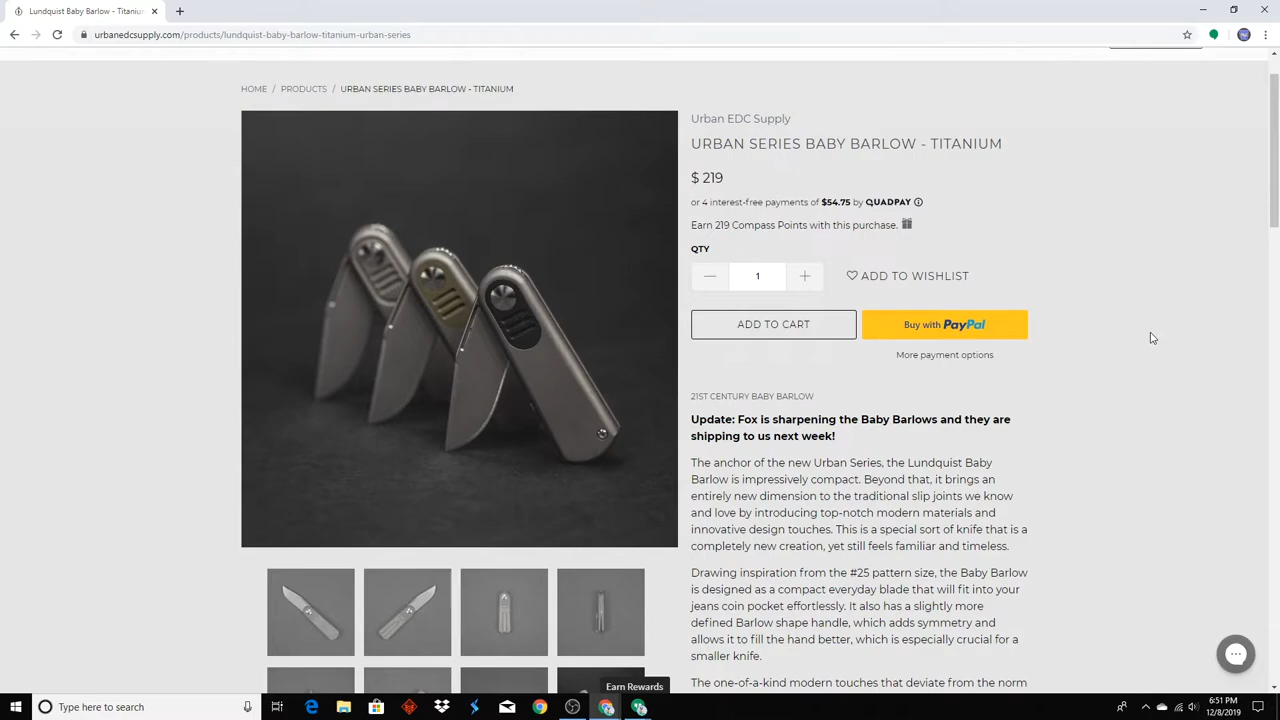 Lundquist Baby Barlow - Titaniu
urbanedcsupply.com/products/lundquist-baby-barlow-titanium-urban-series
HOME / PRODUCTS / URBAN SERIES BABY BARLOW - TITANIUM
Urban EDC Supply
URBAN SERIES BABY BARLOW - TITANIUM
$ 219
or 4 interest-free payments of $54.75 by QUADPAY
Earn 219 Compass Points with this purchase.
QTY
1
ADD TO WISHLIST
ADD TO CART
Buy with PayPal
More payment options
21ST CENTURY BABY BARLOW
Update: Fox is sharpening the Baby Barlows and they are
shipping to us next week!
The anchor of the new Urban Series, the Lundquist Baby
Barlow is impressively compact. Beyond that, it brings an
entirely new dimension to the traditional slip joints we know
and love by introducing top-notch modern materials and
innovative design touches. This is a special sort of knife that is a
completely new creation, yet still feels familiar and timeless.
Drawing inspiration from the #25 pattern size, the Baby Barlow
is designed as a compact everyday blade that will fit into your
jeans coin pocket effortlessly. It also has a slightly more
defined Barlow shape handle, which adds symmetry and
allows it to fill the hand better, which is especially crucial for a
smaller knife.
The one-of-a-kind modern touches that deviate from the norm
Earn Rewards
Type here to search
6:51 PM
12/8/2019